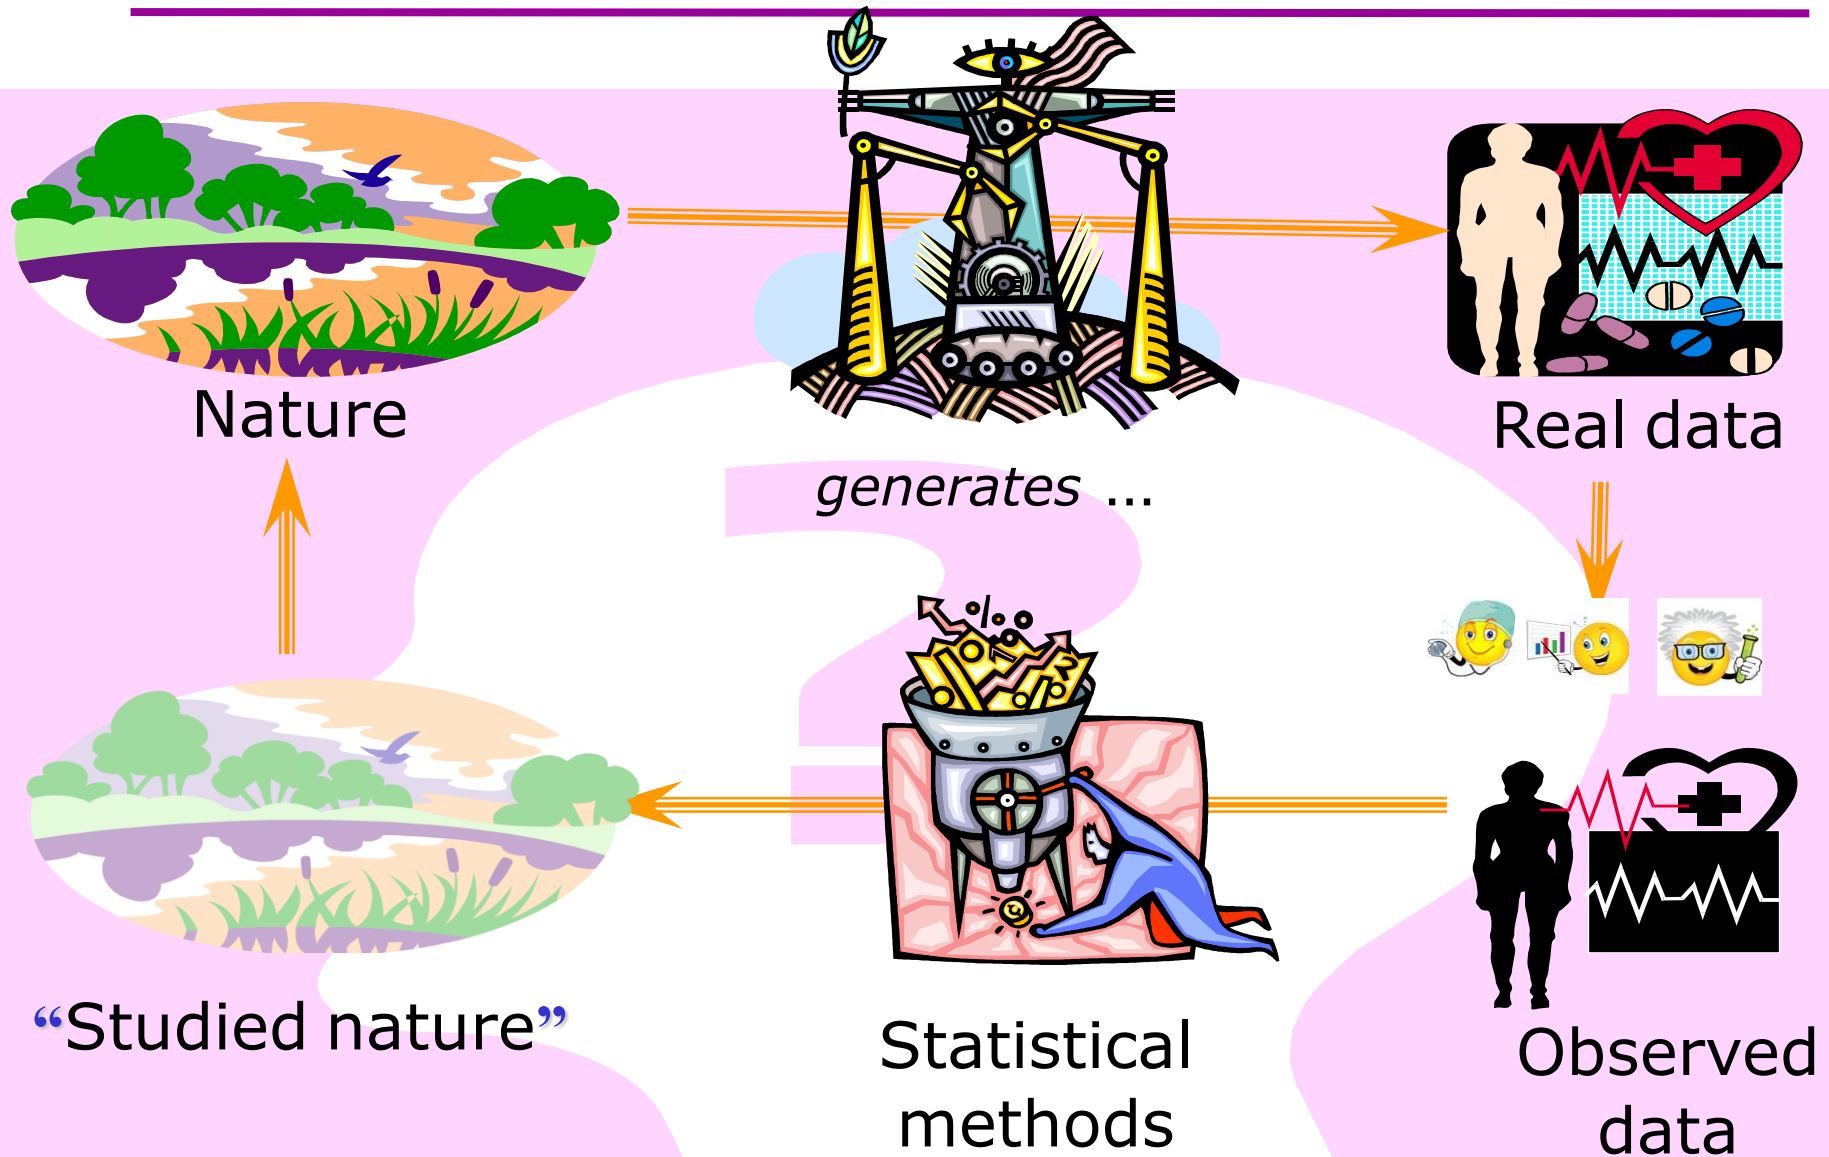 Nature
generates ...
Real data
“Studied nature”
Statistical
methods
Observed
data